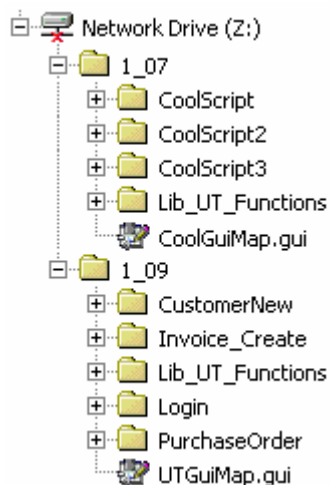 Network Drive (Z:)
1_07
CoolScript
CoolScript2
CoolScript3
Lib_UT_Functions
CoolGuiMap.gui
1_09
CustomerNew
Invoice_Create
Lib_UT_Functions
Login
PurchaseOrder
UTGuiMap.gui